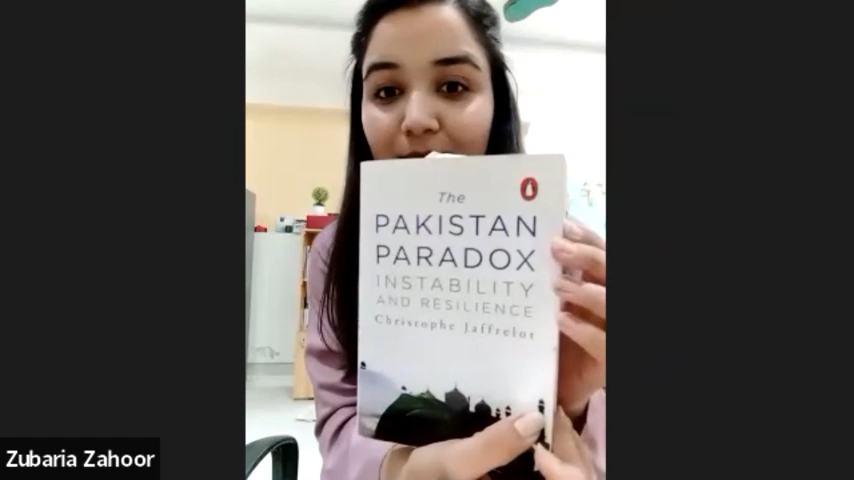 The
PAKISTAN
PARADOX
INSTABILITY
AND RESILIENCE
Christophe Jaffrelot
Zubaria Zahoor